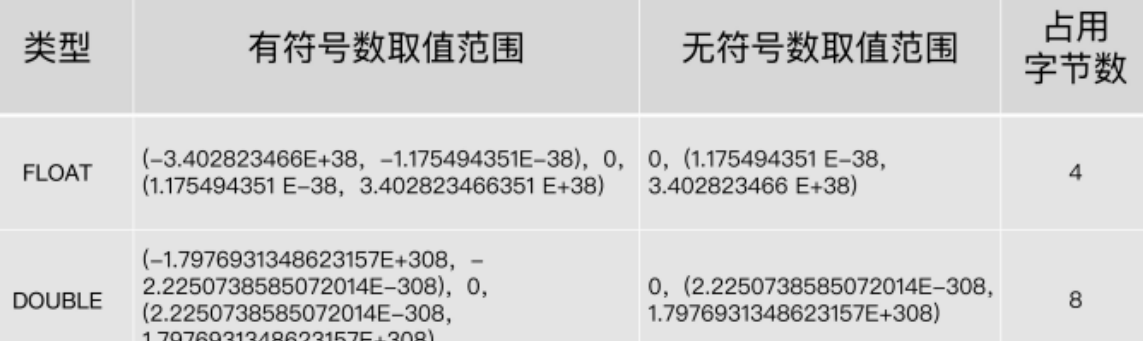 类型
有符号数取值范围
无符号数取值范围
占用
字节数
FLOAT
(-3.402823466E+38, -1.175494351E-38), 0,
(1.175494351 E-38, 3.402823466351 E+38)
0, (1.175494351 E-38,
3.402823466 E+38)
4
DOUBLE
(-1.7976931348623157E+308, -
2.2250738585072014E-308), 0,
(2.2250738585072014E-308,
1.7976931348623157E+308)
0, (2.2250738585072014E-308,
1.7976931348623157E+308)
8